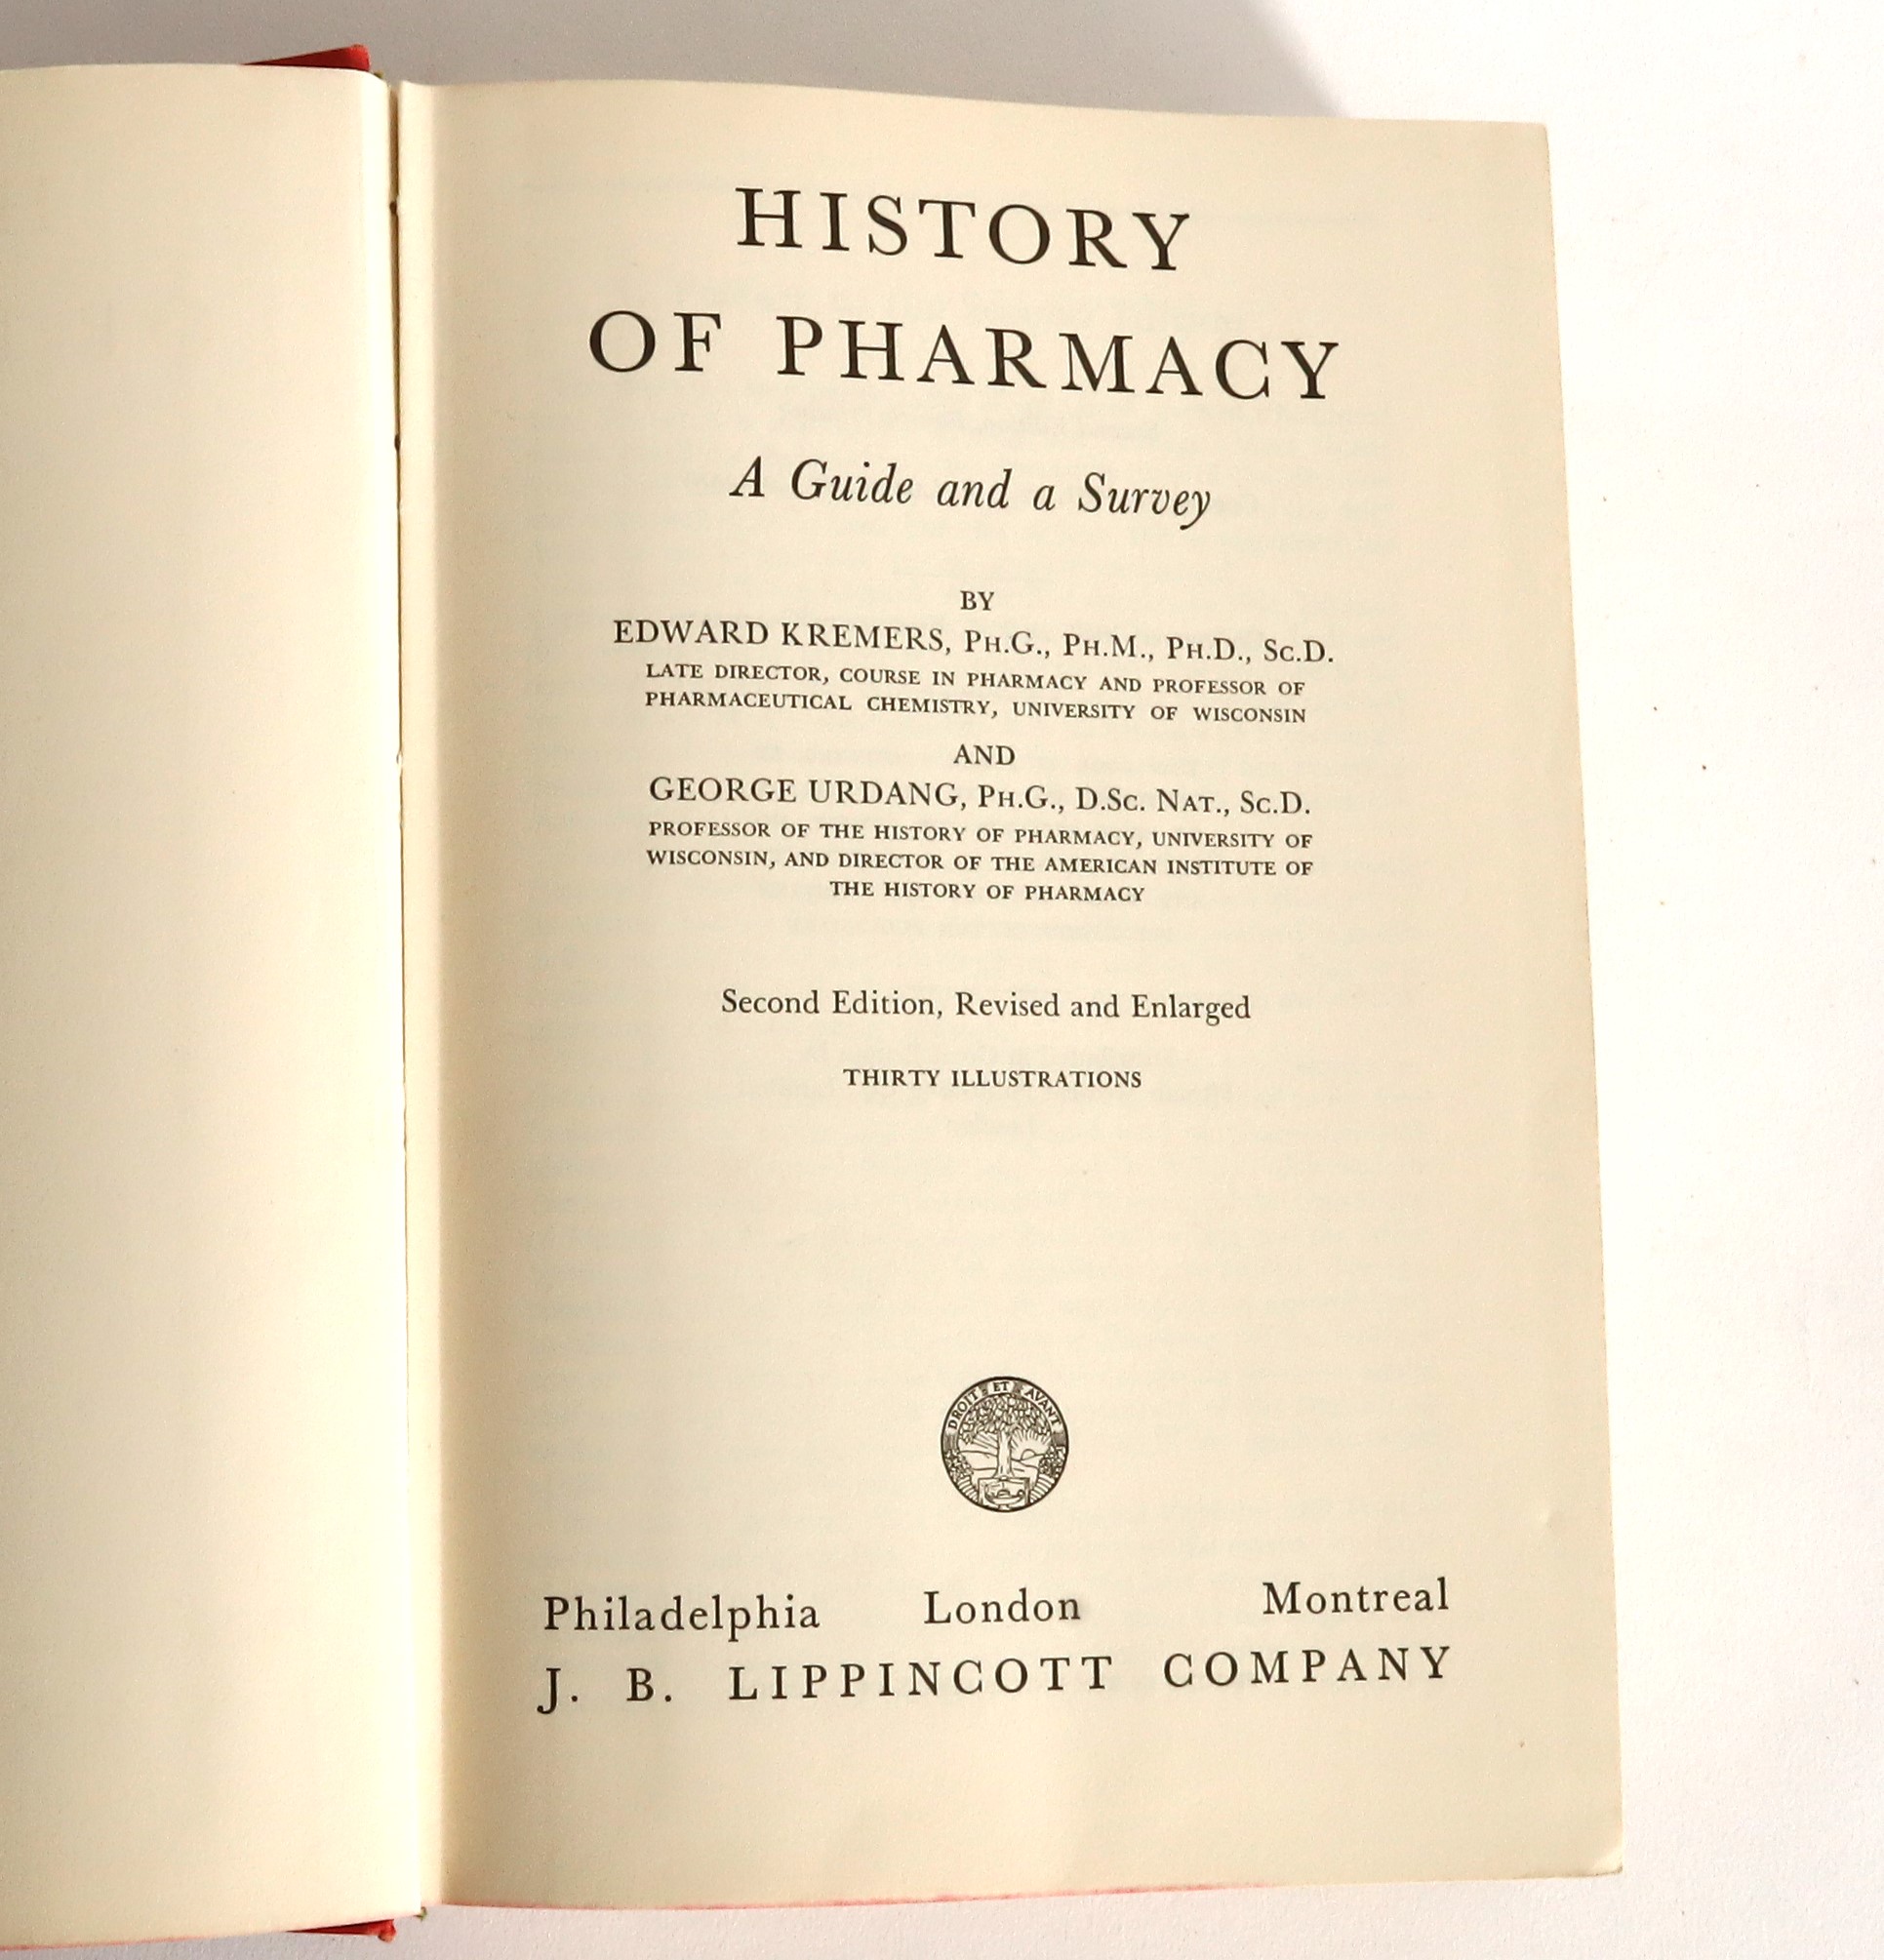 HISTORY
OF PHARMACY
A Guide and a Survey
BY
EDWARD KREMERS, PH.G., PH.M., PH.D., SC.D.
LATE DIRECTOR, COURSE IN PHARMACY AND PROFESSOR OF
PHARMACEUTICAL CHEMISTRY, UNIVERSITY OF WISCONSIN
AND
GEORGE URDANG, PH.G., D.SC. NAT., SC.D.
PROFESSOR OF THE HISTORY OF PHARMACY, UNIVERSITY OF
WISCONSIN, AND DIRECTOR OF THE AMERICAN INSTITUTE OF
THE HISTORY OF PHARMACY
Second Edition, Revised and Enlarged
THIRTY ILLUSTRATIONS
DROIT ET AVANT
Philadelphia London Montreal
J. B. LIPPINCOTT COMPANY